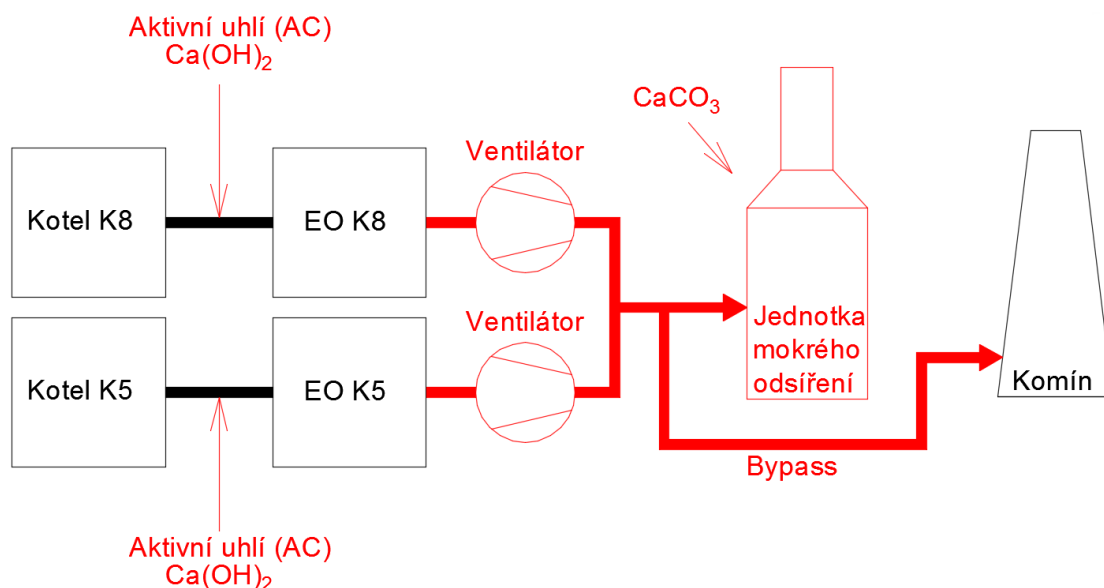 Aktivní uhlí (AC)
Ca(OH)2
CaCO3
Ventilátor
Kotel K8
EO K8
Ventilátor
Jednotka
mokrého
odsíření
Kotel K5
EO K5
Komín
Bypass
Aktivní uhlí (AC)
Ca(OH)2